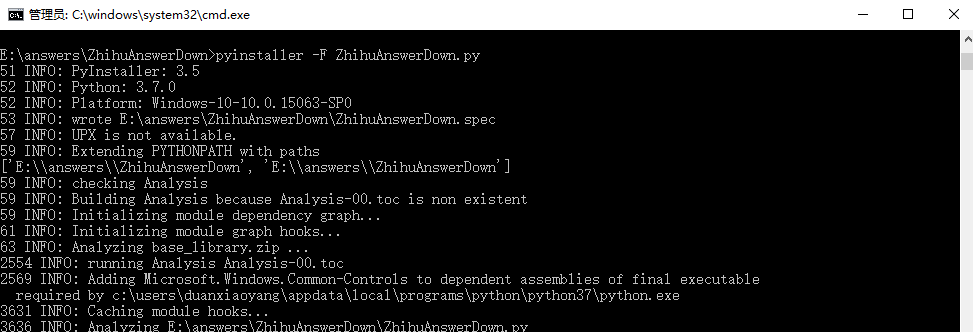 管理员: C:\windows\system32\cmd.exe
E:\answers\ZhihuAnswerDown>pyinstaller -F ZhihuAnswerDown.py
51 INFO: PyInstaller: 3.5
52 INFO: Python: 3.7.0
52 INFO: Platform: Windows-10-10.0.15063-SP0
53 INFO: wrote E:\answers\ZhihuAnswerDown\ZhihuAnswerDown.spec
57 INFO: UPX is not available.
59 INFO: Extending PYTHONPATH with paths
['E:\\answers\\ZhihuAnswerDown', 'E:\\answers\\ZhihuAnswerDown']
59 INFO: checking Analysis
59 INFO: Building Analysis because Analysis-00.toc is non existent
59 INFO: Initializing module dependency graph...
61 INFO: Initializing module graph hooks...
63 INFO: Analyzing base_library.zip ...
2554 INFO: running Analysis Analysis-00.toc
2569 INFO: Adding Microsoft.Windows.Common-Controls to dependent assemblies of final executable
required by c:\users\duanxiaoyang\appdata\local\programs\python\python37\python.exe
3631 INFO: Caching module hooks...
3636 INFO: Analyzing E:\answers\ZhihuAnswerDown\ZhihuAnswerDown.py